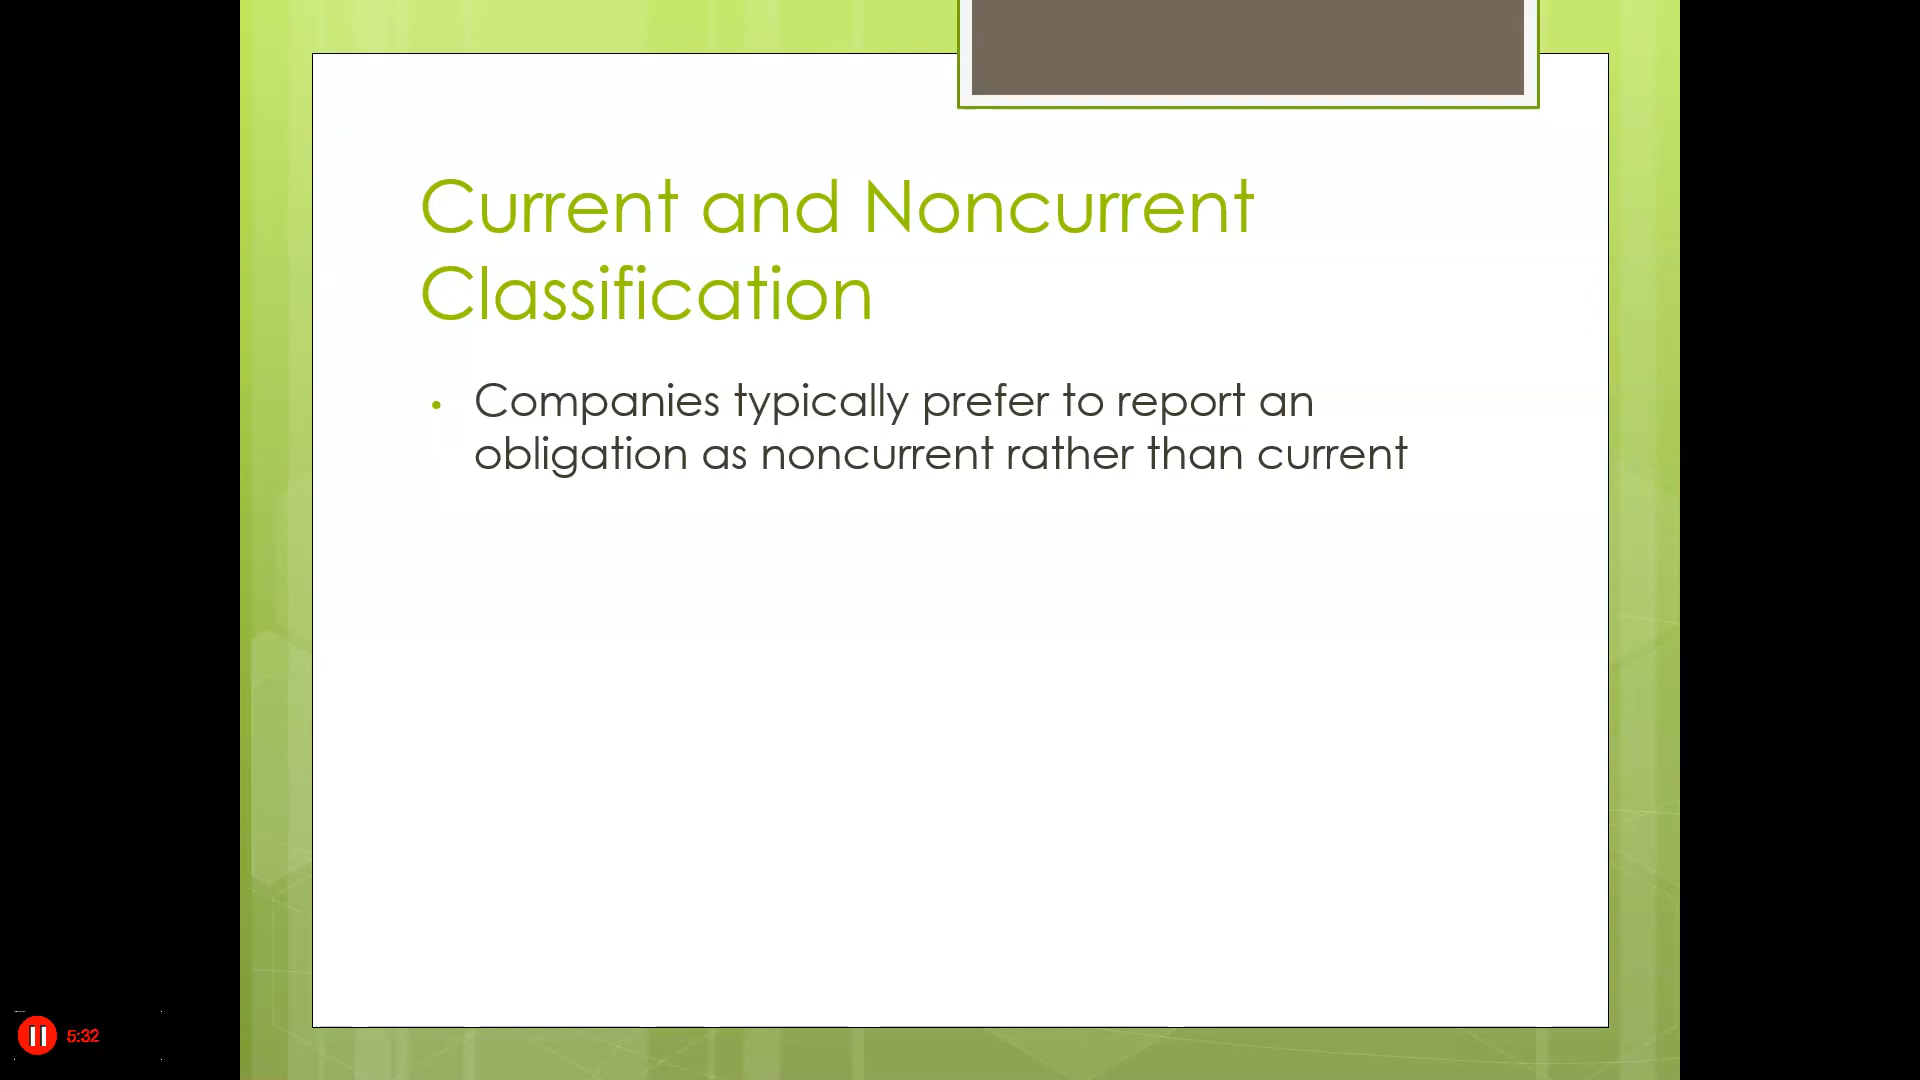 Current and Noncurrent
Classification
• Companies typically prefer to report an
obligation as noncurrent rather than current
5:32